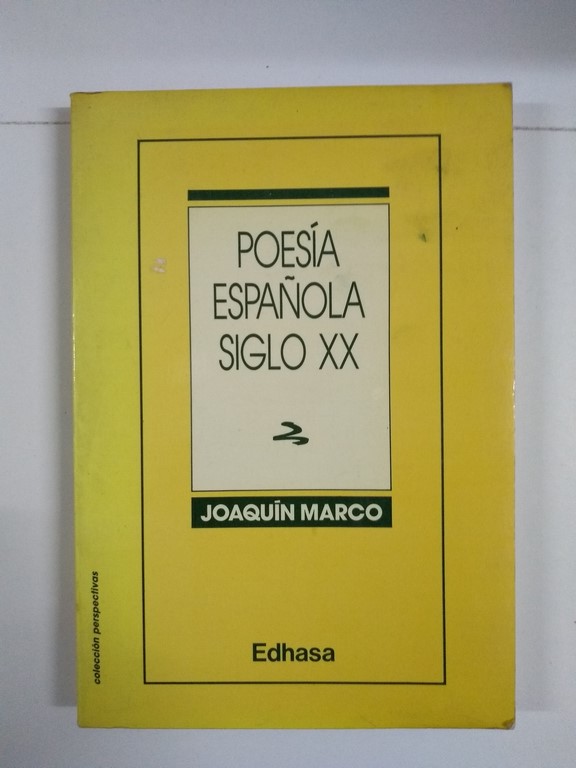 POESÍA
ESPAÑOLA
SIGLO XX
JOAQUÍN MARCO
Edhasa
colección perspectivas